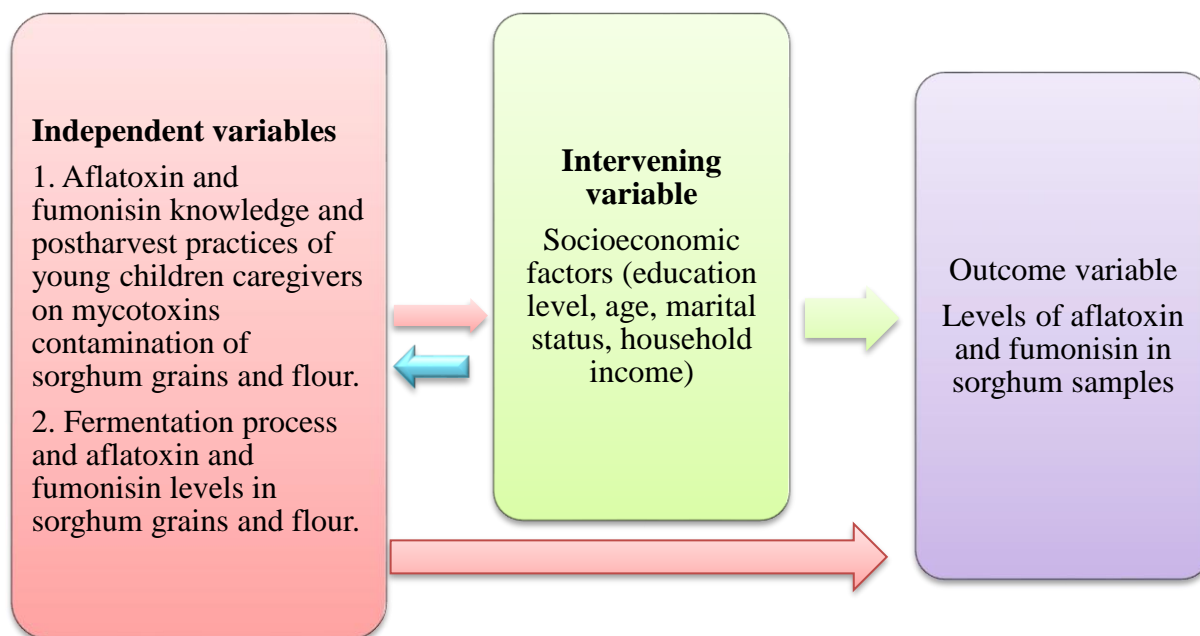 Independent variables
1. Aflatoxin and
fumonisin knowledge and
postharvest practices of
young children caregivers
on mycotoxins
contamination of
sorghum grains and flour.
2. Fermentation process
and aflatoxin and
fumonisin levels in
sorghum grains and flour.
Intervening
variable
Socioeconomic
factors (education
level, age, marital
status, household
income)
Outcome variable
Levels of aflatoxin
and fumonisin in
sorghum samples